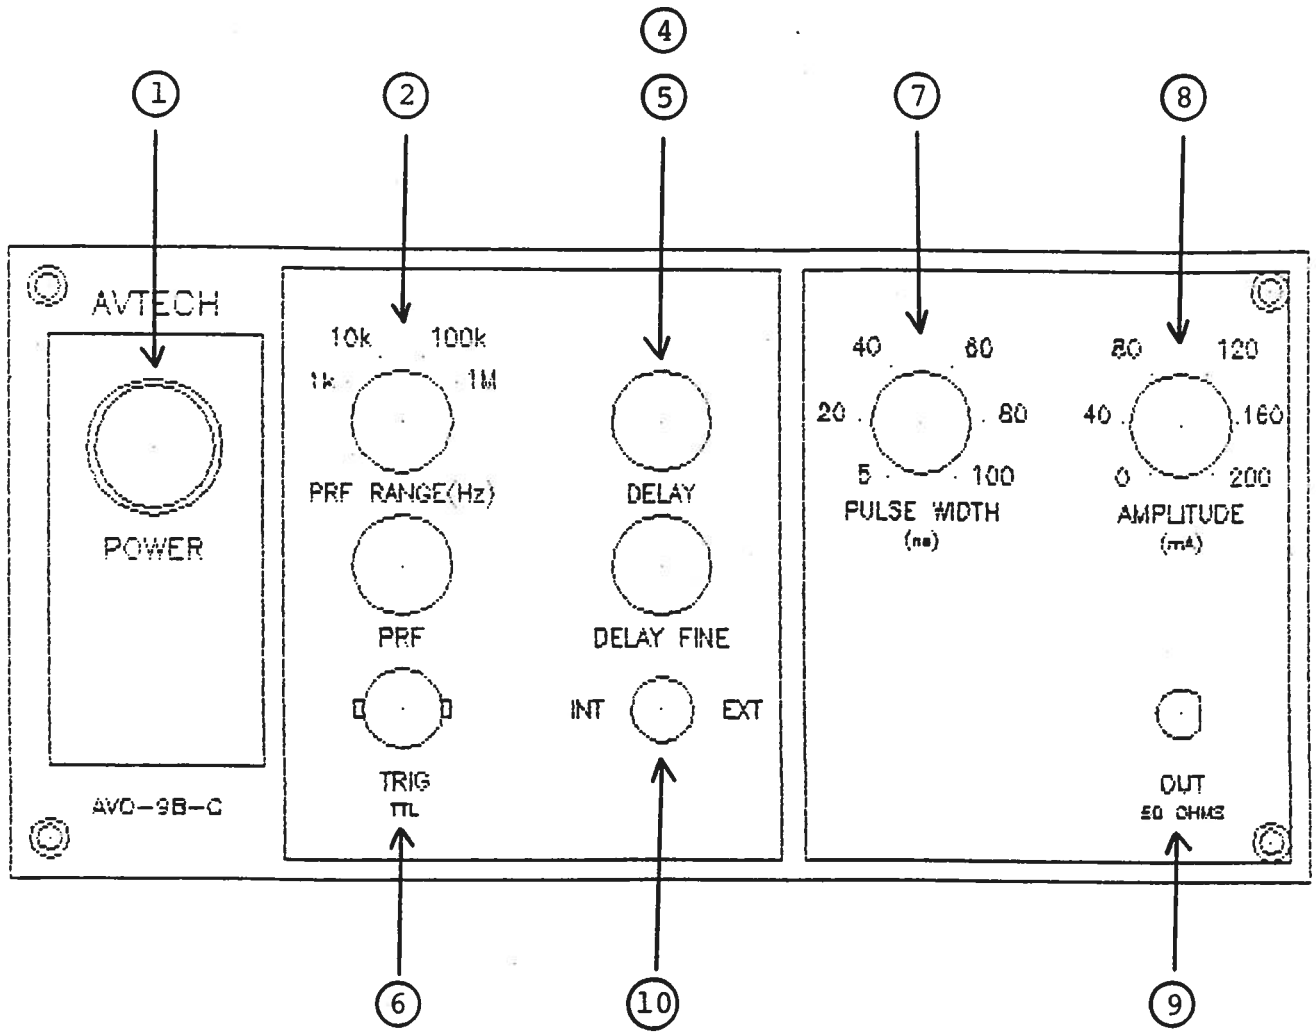 4
1 2 5 7 8
AVTECH
10k 100k
1k 1M
40 60
20 80
5 100
80 120
40 160
0 200
PRF RANGE(Hz)
DELAY
PULSE WIDTH
(ns)
AMPLITUDE
(mA)
POWER
PRF
DELAY FINE
INT EXT
TRIG
TTL
AVO-9B-C
OUT
50 OHMS
6 10 9